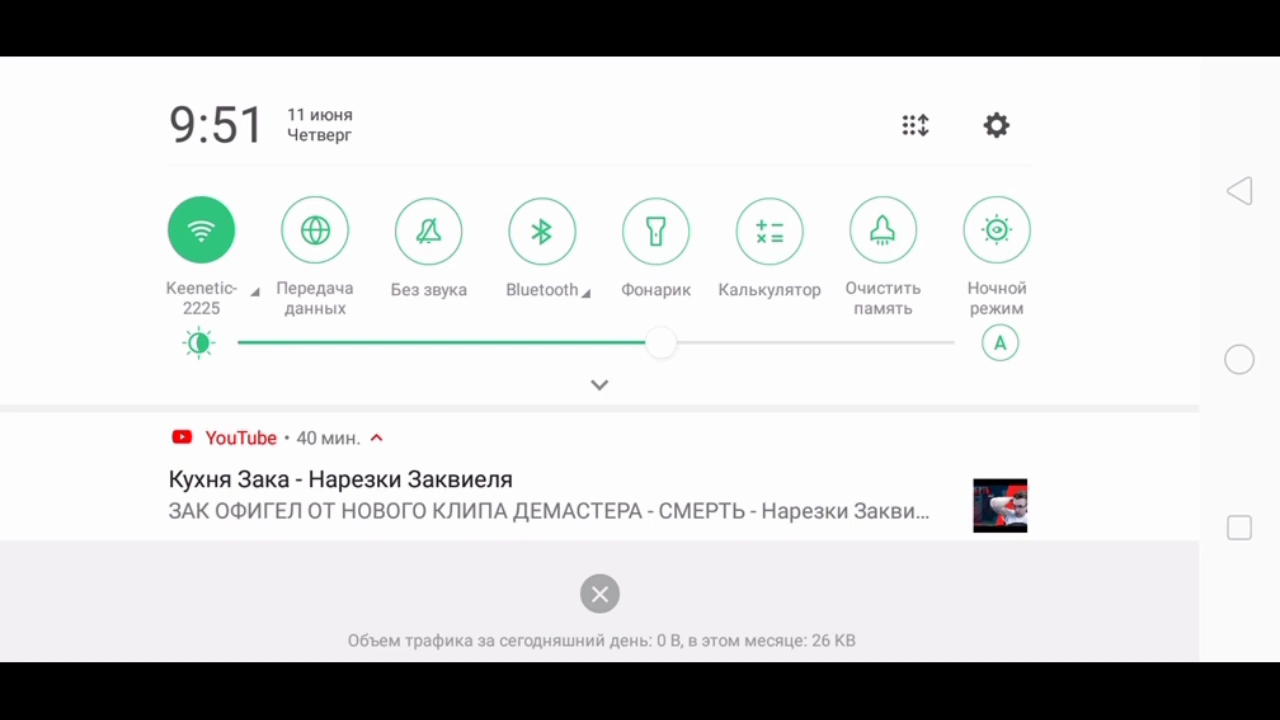 9:51
11 июня
Четверг
Keenetic-
2225
Передача
данных
Без звука
Bluetooth
Фонарик
Калькулятор
Очистить
память
Ночной
режим
A
YouTube • 40 мин.
Кухня Зака - Нарезки Заквиеля
ЗАК ОФИГЕЛ ОТ НОВОГО КЛИПА ДЕМАСТЕРА - СМЕРТЬ - Нарезки Закви...
Объем трафика за сегодняшний день: 0 B, в этом месяце: 26 KB